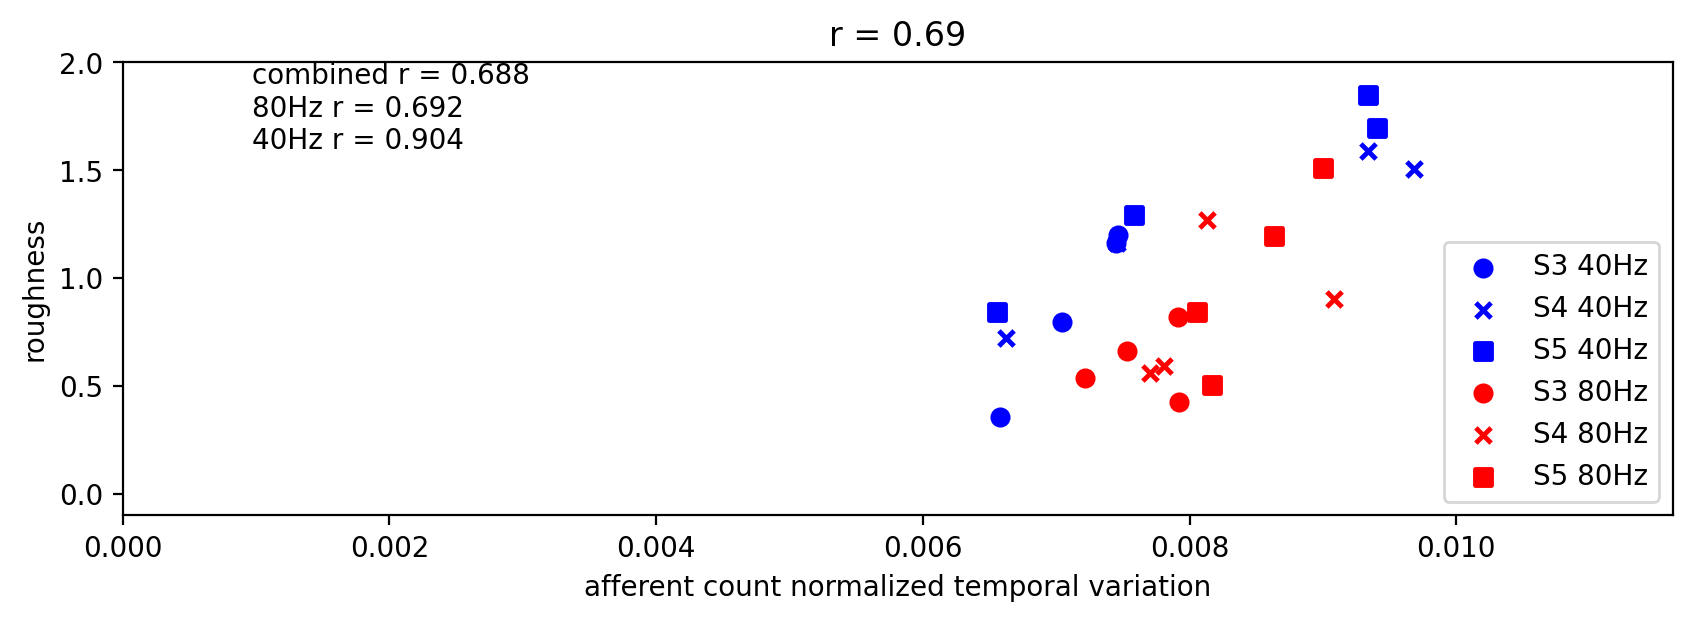 r = 0.69
combined r = 0.688
80Hz r = 0.692
40Hz r = 0.904
2.0
1.5
1.0
0.5
0.0
roughness
S3 40Hz
S4 40Hz
S5 40Hz
S3 80Hz
S4 80Hz
S5 80Hz
0.000 0.002 0.004 0.006 0.008 0.010
afferent count normalized temporal variation